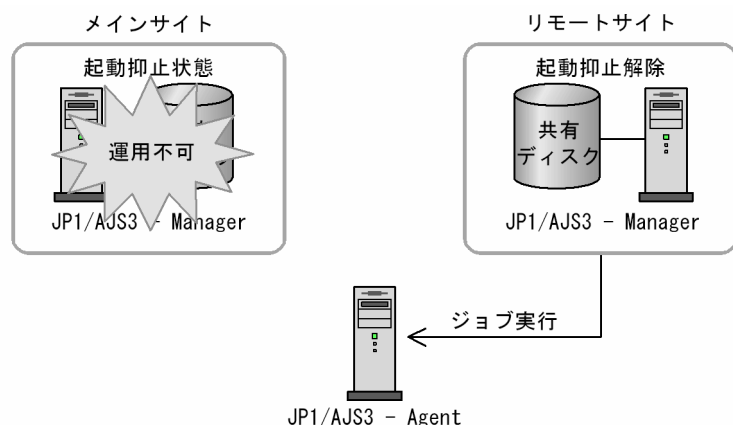 メインサイト
リモートサイト
起動抑止状態
起動抑止解除
運用不可
共有
ディスク
JP1/AJS3 - Manager
JP1/AJS3 - Manager
ジョブ実行
JP1/AJS3 - Agent